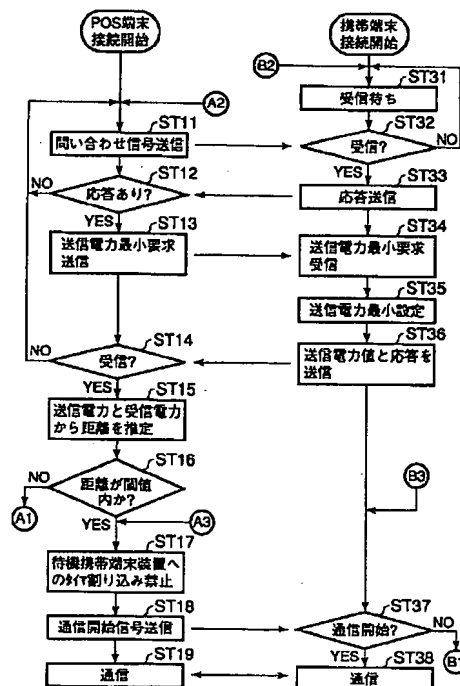 POS端末
接続開始
A2
ST11
問い合わせ信号送信
ST12
応答あり?
NO
YES
ST13
送信電力最小要求
送信
ST14
受信?
NO
YES
ST15
送信電力と受信電力
から距離を推定
ST16
距離が閾値
内か?
NO
A1
YES
A3
ST17
待機携帯端末装置へ
のタイマ割り込み禁止
ST18
通信開始信号送信
ST19
通信
携帯端末
接続開始
B2
ST31
受信待ち
ST32
受信?
NO
YES
ST33
応答送信
ST34
送信電力最小要求
受信
ST35
送信電力最小設定
ST36
送信電力値と応答を
送信
B3
ST37
通信開始?
NO
B1
YES
ST38
通信